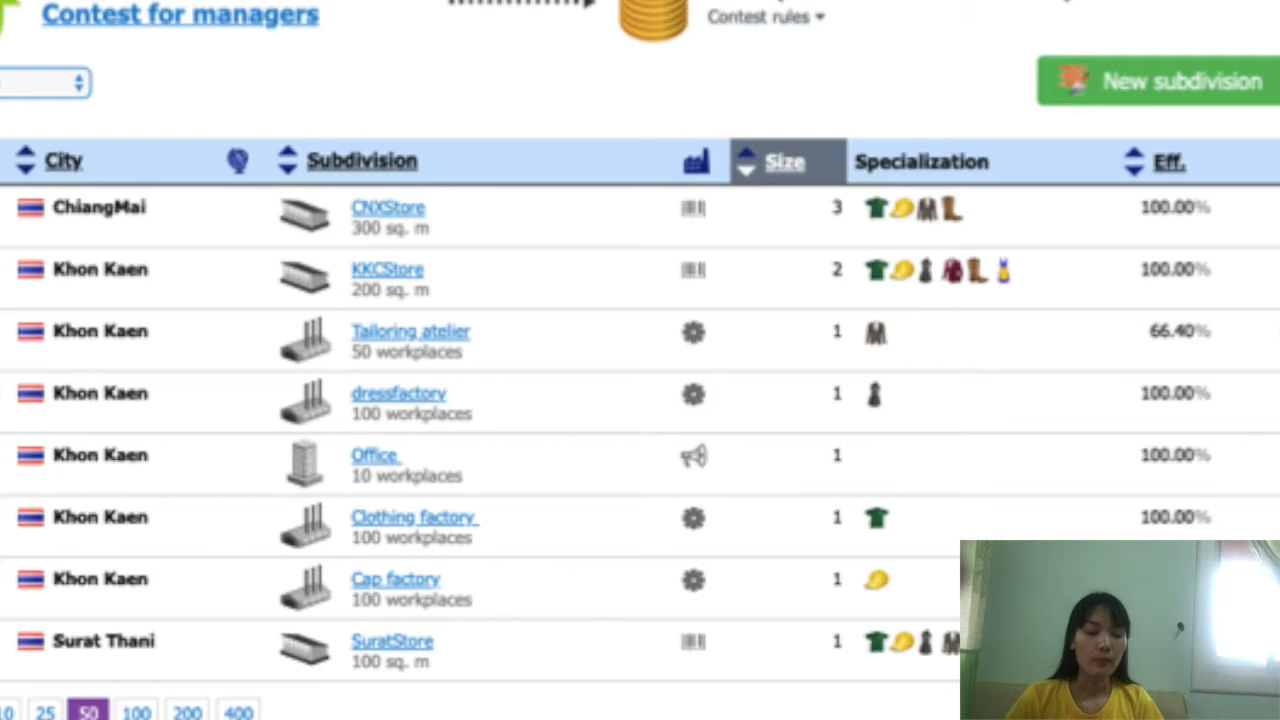 Contest for managers
Contest rules
New subdivision
City Subdivision Size Specialization Eff.
ChiangMai CNXStore 3 100.00%
300 sq. m
Khon Kaen KKCStore 2 100.00%
200 sq. m
Khon Kaen Tailoring atelier 1 66.40%
50 workplaces
Khon Kaen dressfactory 1 100.00%
100 workplaces
Khon Kaen Office 1 100.00%
10 workplaces
Khon Kaen Clothing factory 1 100.00%
100 workplaces
Khon Kaen Cap factory 1
100 workplaces
Surat Thani SuratStore 1
100 sq. m
10 25 50 100 200 400